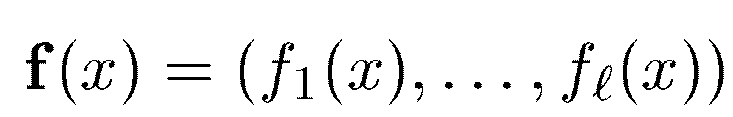 𝐟(x) = (f₁(x), . . . , f_ℓ(x))